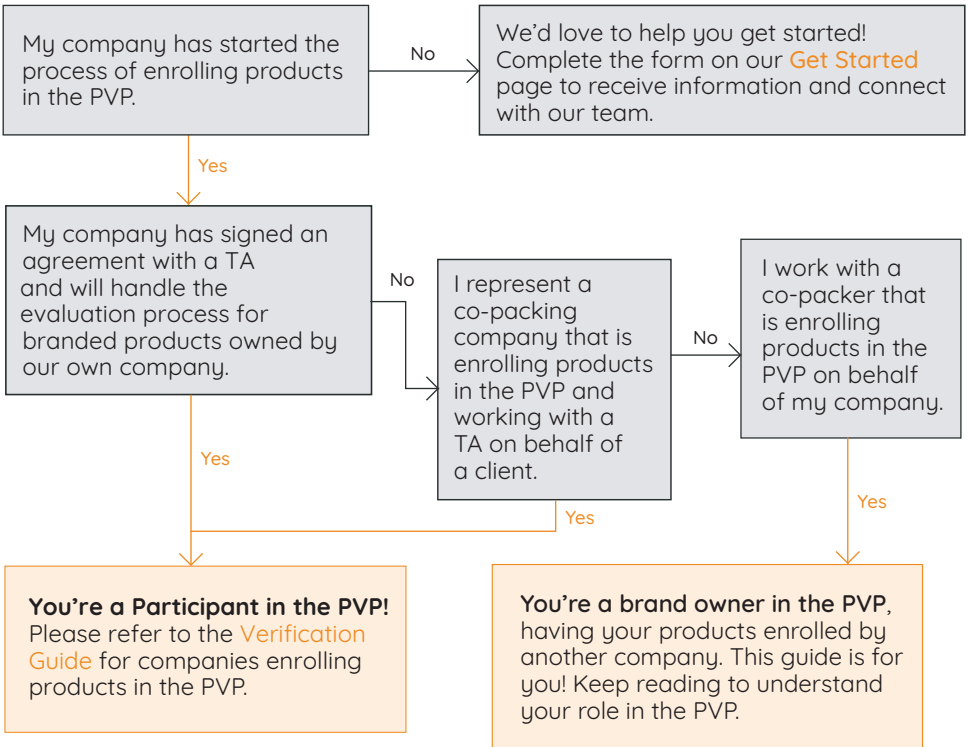 My company has started the
process of enrolling products
in the PVP.
No
We'd love to help you get started!
Complete the form on our Get Started
page to receive information and connect
with our team.
Yes
My company has signed an
agreement with a TA
and will handle the
evaluation process for
branded products owned by
our own company.
No
I represent a
co-packing
company that is
enrolling products
in the PVP and
working with a
TA on behalf of
a client.
No
I work with a
co-packer that
is enrolling
products in the
PVP on behalf
of my company.
Yes
Yes
Yes
You're a Participant in the PVP!
Please refer to the Verification
Guide for companies enrolling
products in the PVP.
You're a brand owner in the PVP,
having your products enrolled by
another company. This guide is for
you! Keep reading to understand
your role in the PVP.